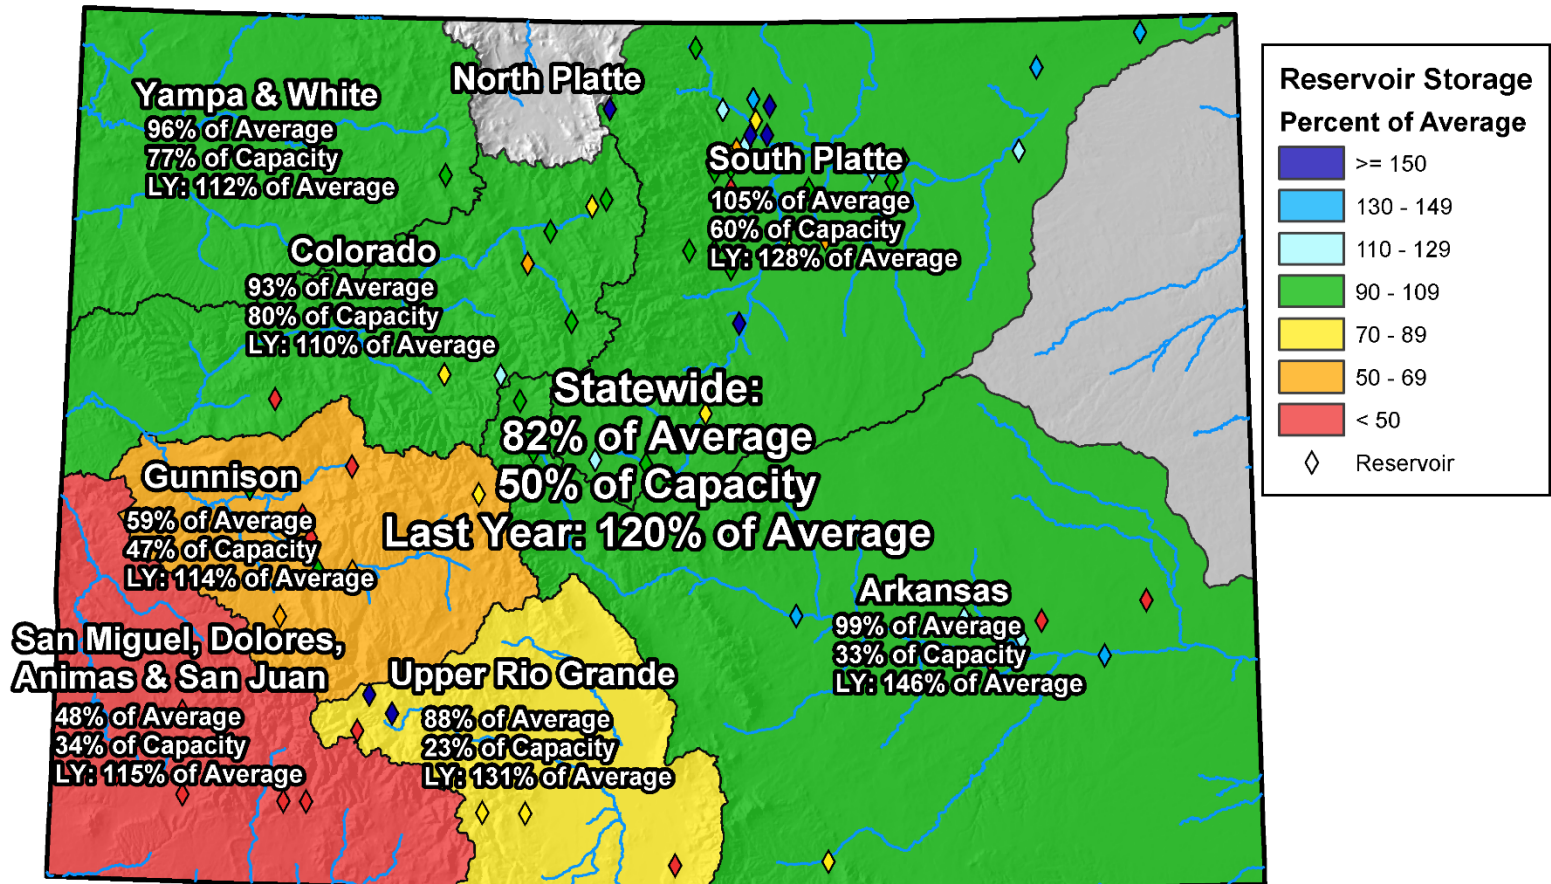 North Platte
Yampa & White
96% of Average
77% of Capacity
LY: 112% of Average
South Platte
105% of Average
60% of Capacity
LY: 128% of Average
Colorado
93% of Average
80% of Capacity
LY: 110% of Average
Statewide:
82% of Average
50% of Capacity
Last Year: 120% of Average
Gunnison
59% of Average
47% of Capacity
LY: 114% of Average
Arkansas
99% of Average
33% of Capacity
LY: 146% of Average
San Miguel, Dolores,
Animas & San Juan
48% of Average
34% of Capacity
LY: 115% of Average
Upper Rio Grande
88% of Average
23% of Capacity
LY: 131% of Average
Reservoir Storage
Percent of Average
>= 150
130 - 149
110 - 129
90 - 109
70 - 89
50 - 69
< 50
Reservoir